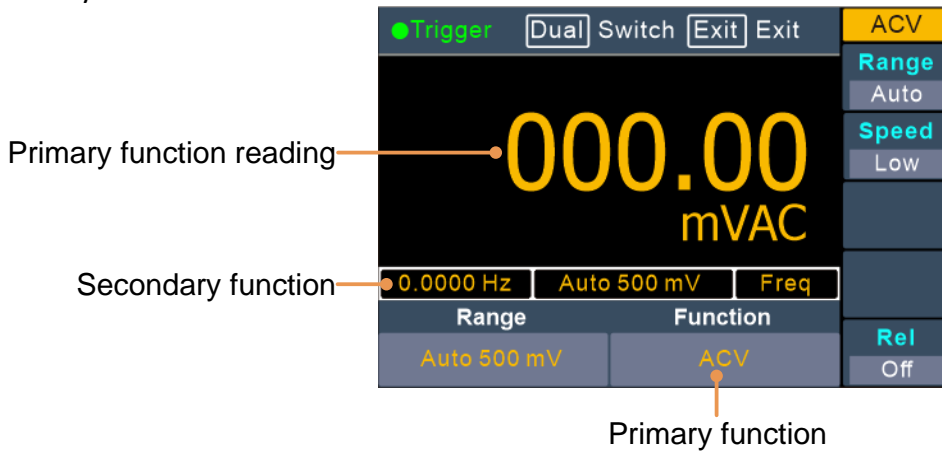 Trigger Dual Switch Exit Exit
ACV
Range
Auto
Speed
Low
Primary function reading
000.00
mVAC
Secondary function
0.0000 Hz Auto 500 mV Freq
Range Function
Auto 500 mV ACV
Rel
Off
Primary function